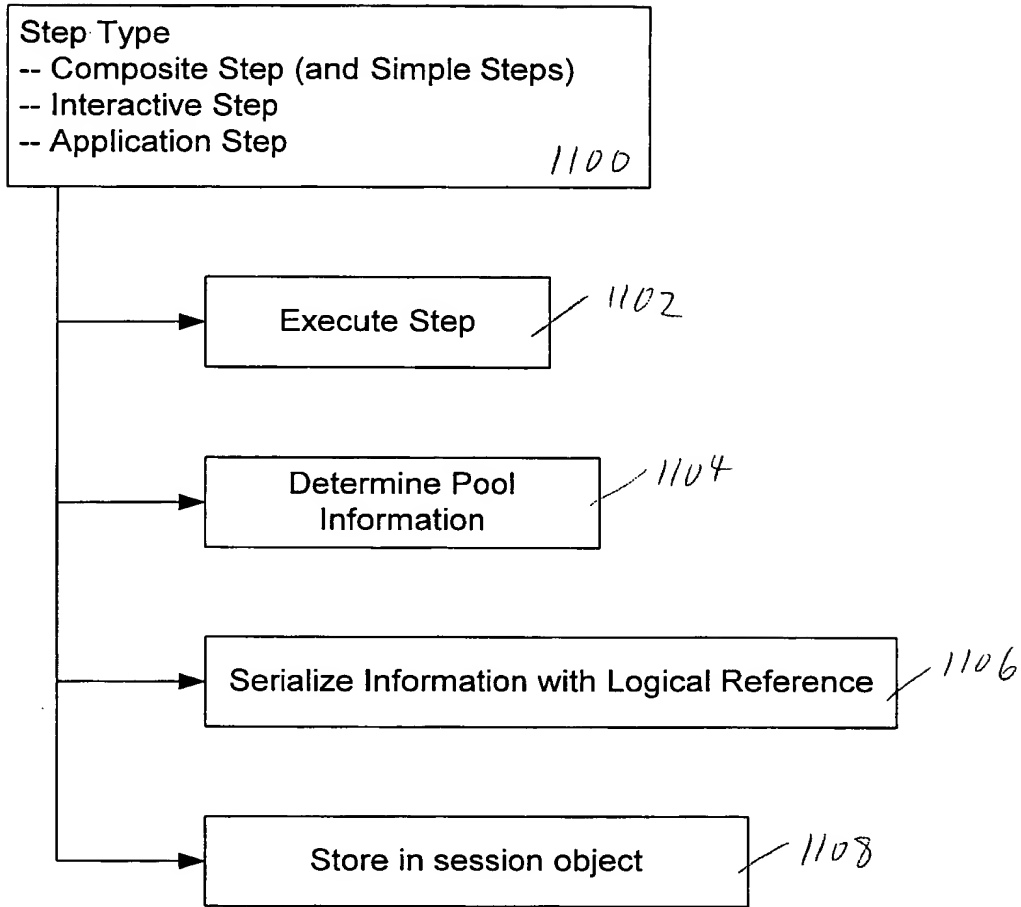 Step Type
-- Composite Step (and Simple Steps)
-- Interactive Step
-- Application Step
1100
Execute Step
1102
Determine Pool
Information
1104
Serialize Information with Logical Reference
1106
Store in session object
1108